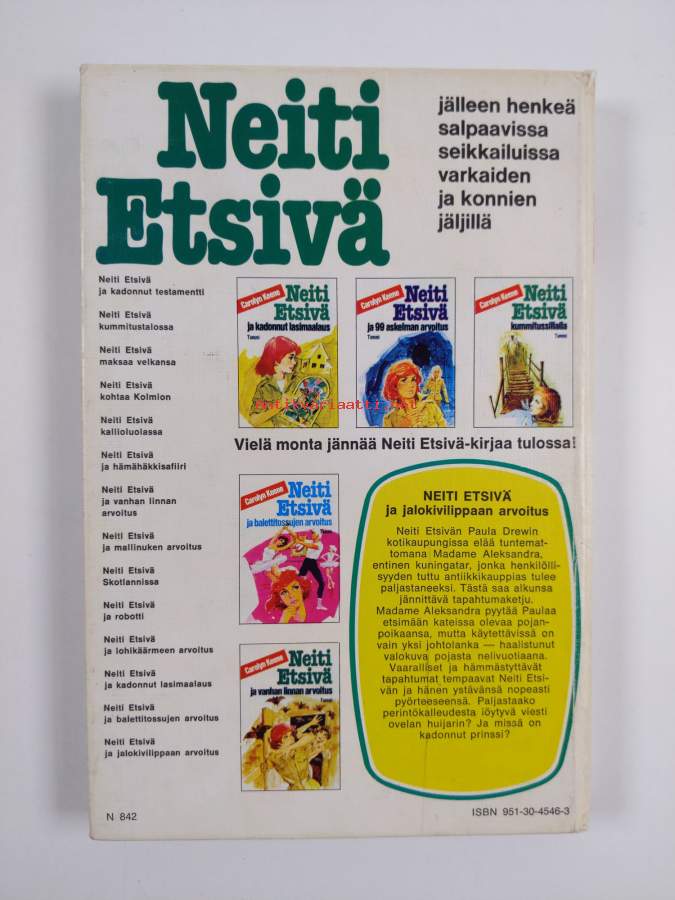 Neiti
Etsivä
jälleen henkeä
salpaavissa
seikkailuissa
varkaiden
ja konnien
jäljillä
Neiti Etsivä
ja kadonnut testamentti
Neiti Etsivä
kummitustalossa
Neiti Etsivä
maksaa velkansa
Neiti Etsivä
kohtaa Kolmion
Neiti Etsivä
kallioluolassa
Neiti Etsivä
ja hämähäkkisafiiri
Neiti Etsivä
ja vanhan linnan
arvoitus
Neiti Etsivä
ja mallinuken arvoitus
Neiti Etsivä
Skotlannissa
Neiti Etsivä
ja robotti
Neiti Etsivä
ja lohikäärmeen arvoitus
Neiti Etsivä
ja kadonnut lasimaalaus
Neiti Etsivä
ja balettitossujen arvoitus
Neiti Etsivä
ja jalokivilippaan arvoitus
Carolyn Keene
Neiti
Etsivä
ja kadonnut lasimaalaus
Tammi
Carolyn Keene
Neiti
Etsivä
ja 99 askelman arvoitus
Tammi
Carolyn Keene
Neiti
Etsivä
kummitussillalla
Tammi
antikvariaatti.net
Vielä monta jännää Neiti Etsivä-kirjaa tulossa!
Carolyn Keene
Neiti
Etsivä
ja balettitossujen arvoitus
Carolyn Keene
Neiti
Etsivä
ja vanhan linnan arvoitus
Tammi
NEITI ETSIVÄ
ja jalokivilippaan arvoitus
Neiti Etsivän Paula Drewin
kotikaupungissa elää tuntemat-
tomana Madame Aleksandra,
entinen kuningatar, jonka henkilölli-
syyden tuttu antiikkikauppias tulee
paljastaneeksi. Tästä saa alkunsa
jännittävä tapahtumaketju.
Madame Aleksandra pyytää Paulaa
etsimään kateissa olevaa pojan-
poikaansa, mutta käytettävissä on
vain yksi johtolanka — haalistunut
valokuva pojasta nelivuotiaana.
Vaaralliset ja hämmästyttävät
tapahtumat tempaavat Neiti Etsi-
vän ja hänen ystävänsä nopeasti
pyörteeseensä. Paljastaako
perintökalleudesta löytyvä viesti
ovelan huijarin? Ja missä on
kadonnut prinssi?
N 842
ISBN 951-30-4546-3